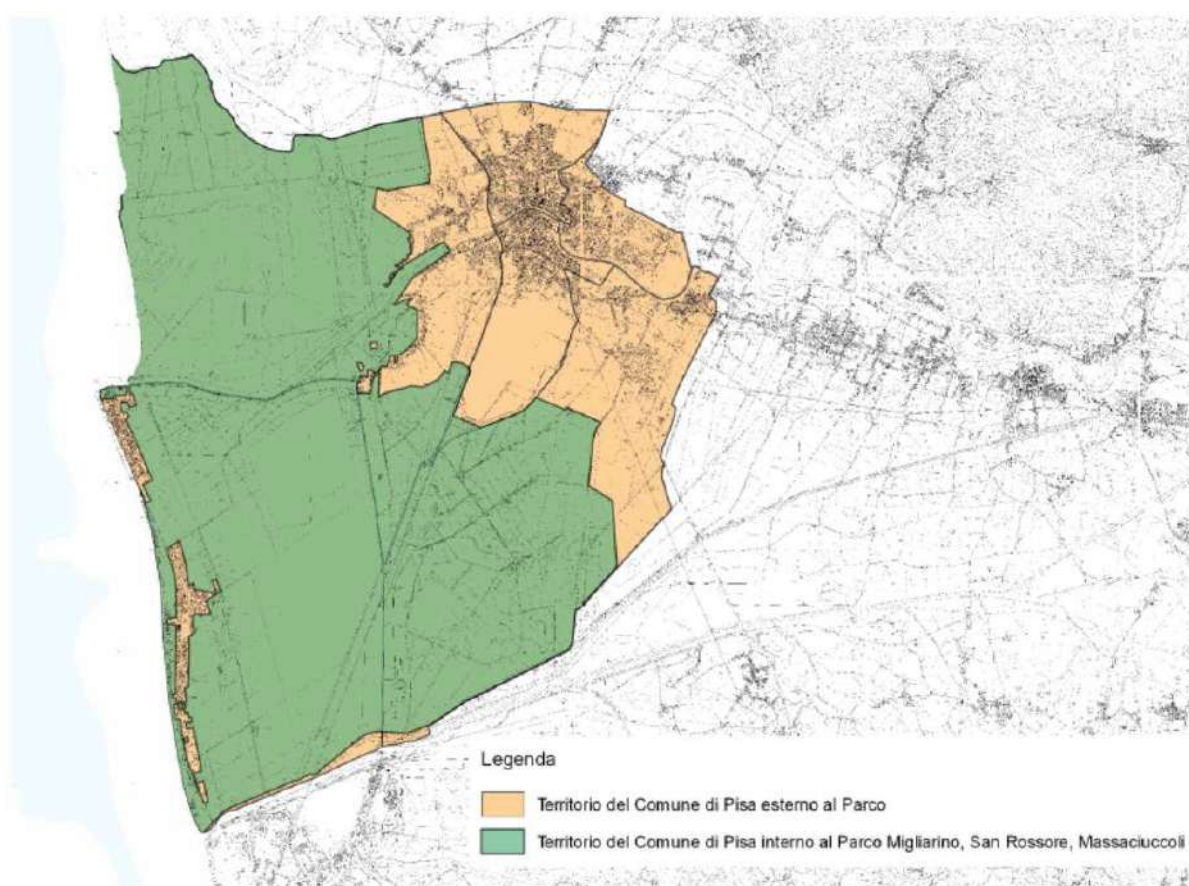 Legenda
Territorio del Comune di Pisa esterno al Parco
Territorio del Comune di Pisa interno al Parco Migliarino, San Rossore, Massaciuccoli